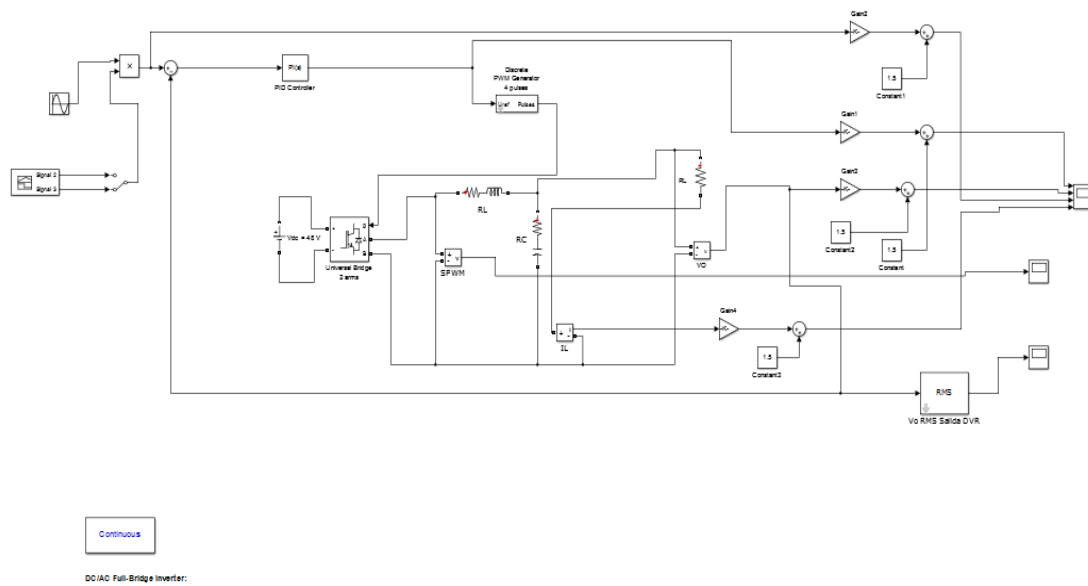 Gain2
X
PI(s)
PID Controller
Discrete
PWM Generator
4 pulses
Uref Pulses
1.5
Constant1
Gain1
Signal 2
Signal 3
RL
Gain3
RL
Vdc = 48 V
RC
1.5
Constant2
1.5
Constant
Universal Bridge
2 arms
SPWM
VO
Gain4
IL
1.5
Constant3
RMS
Vo RMS Salida DVR
Continuous
DC/AC Full-Bridge Inverter: